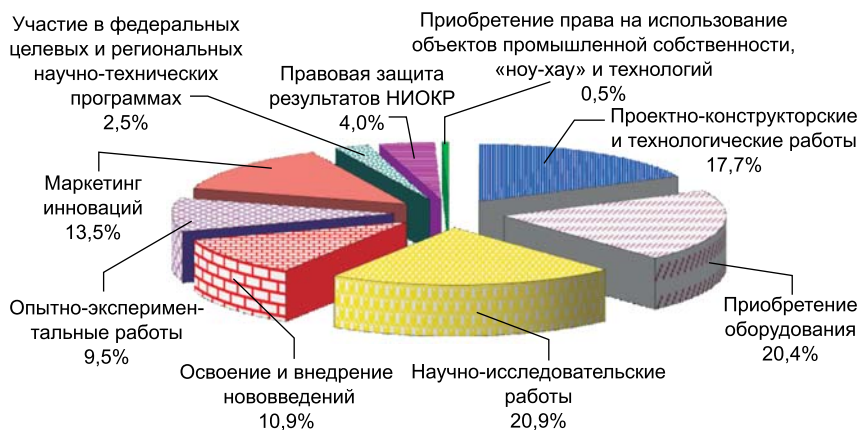 Участие в федеральных
целевых и региональных
научно-технических
программах
2,5%
Правовая защита
результатов НИОКР
4,0%
Приобретение права на использование
объектов промышленной собственности,
«ноу-хау» и технологий
0,5%
Проектно-конструкторские
и технологические работы
17,7%
Маркетинг
инноваций
13,5%
Опытно-эксперимен-
тальные работы
9,5%
Освоение и внедрение
нововведений
10,9%
Научно-исследовательские
работы
20,9%
Приобретение
оборудования
20,4%